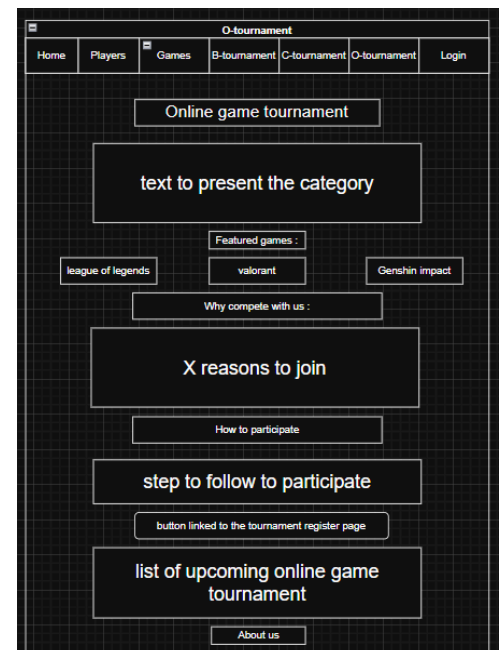 O-tournament
Home Players Games B-tournament C-tournament O-tournament Login
Online game tournament
text to present the category
Featured games :
league of legends valorant Genshin impact
Why compete with us :
X reasons to join
How to participate
step to follow to participate
button linked to the tournament register page
list of upcoming online game
tournament
About us